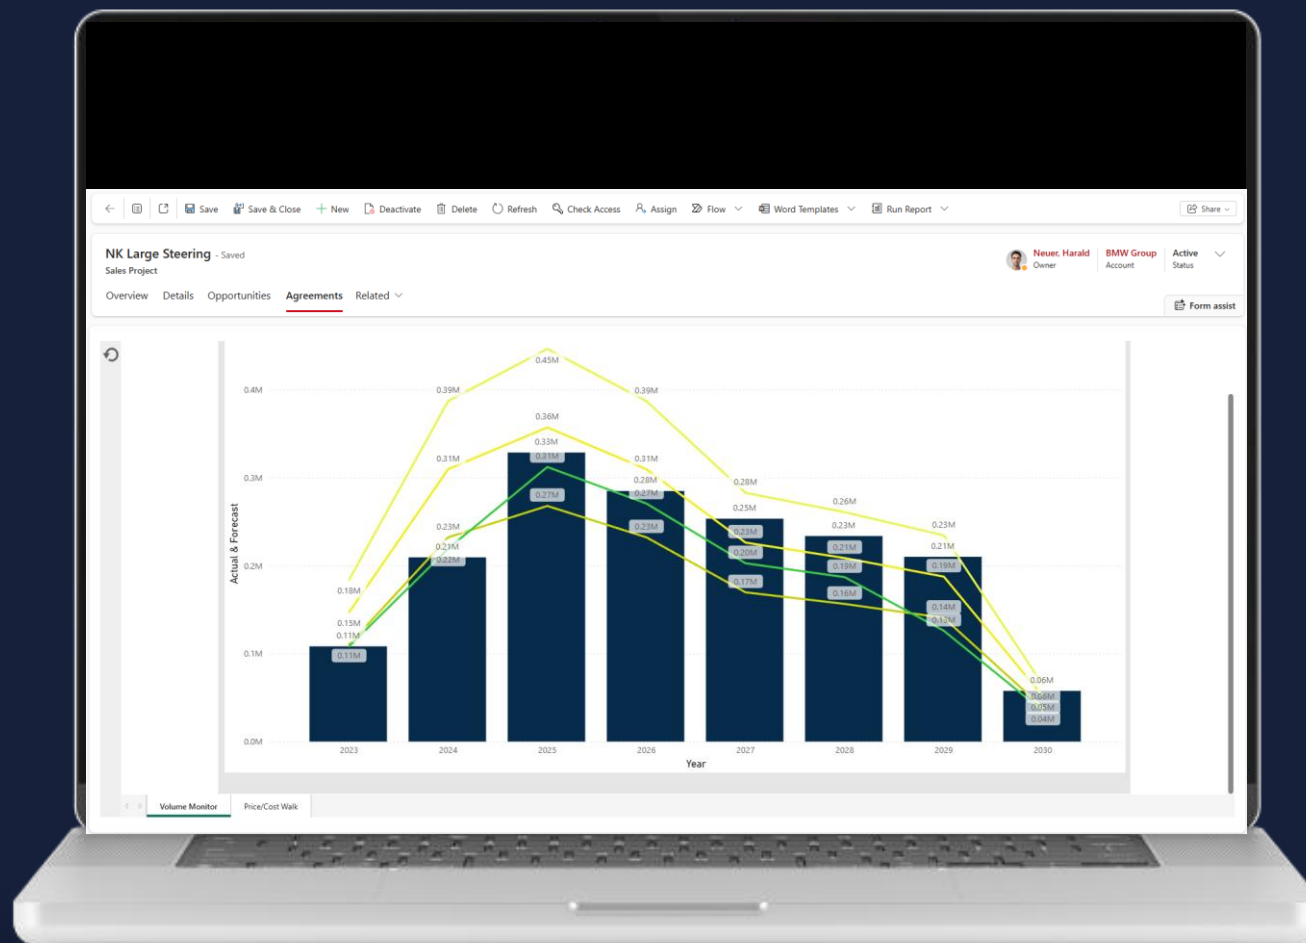 Save Save & Close New Deactivate Delete Refresh Check Access Assign Flow Word Templates Run Report Share
NK Large Steering - Saved
Sales Project
Neuer, Harald
Owner
BMW Group
Account
Active
Status
Overview Details Opportunities Agreements Related
Form assist
Actual & Forecast
0.4M
0.3M
0.2M
0.1M
0.0M
0.18M
0.15M
0.11M
0.11M
0.39M
0.31M
0.23M
0.21M
0.22M
0.45M
0.36M
0.33M
0.31M
0.27M
0.39M
0.31M
0.28M
0.27M
0.23M
0.28M
0.25M
0.23M
0.20M
0.17M
0.26M
0.23M
0.21M
0.19M
0.16M
0.23M
0.21M
0.19M
0.14M
0.13M
0.06M
0.05M
0.04M
2023 2024 2025 2026 2027 2028 2029 2030
Year
Volume Monitor Price/Cost Walk